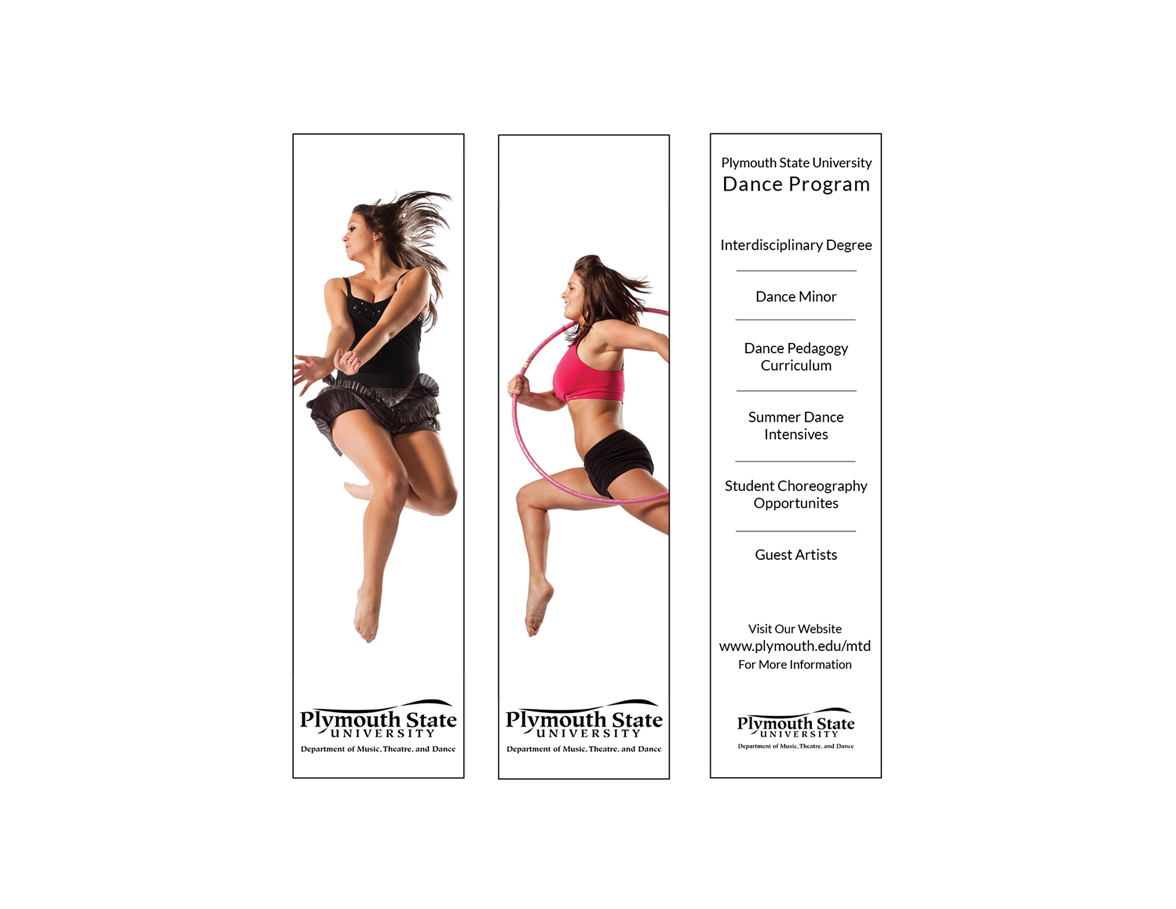 Plymouth State
UNIVERSITY
Department of Music, Theatre, and Dance
Plymouth State
UNIVERSITY
Department of Music, Theatre, and Dance
Plymouth State University
Dance Program
Interdisciplinary Degree
Dance Minor
Dance Pedagogy
Curriculum
Summer Dance
Intensives
Student Choreography
Opportunites
Guest Artists
Visit Our Website
www.plymouth.edu/mtd
For More Information
Plymouth State
UNIVERSITY
Department of Music, Theatre, and Dance